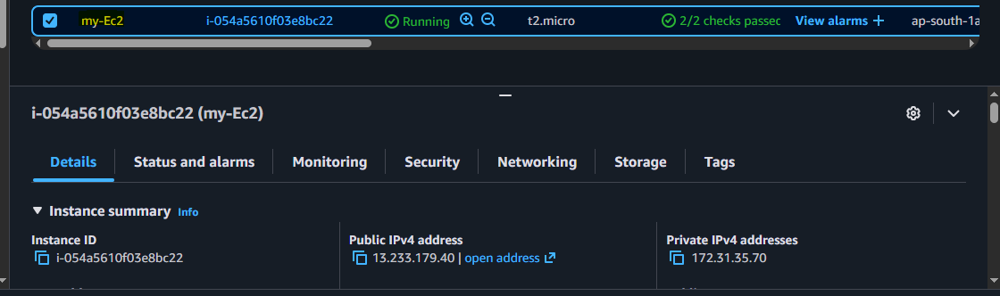 my-Ec2 i-054a5610f03e8bc22 Running t2.micro 2/2 checks passec View alarms + ap-south-1a
i-054a5610f03e8bc22 (my-Ec2)
Details Status and alarms Monitoring Security Networking Storage Tags
Instance summary Info
Instance ID Public IPv4 address Private IPv4 addresses
i-054a5610f03e8bc22 13.233.179.40 | open address 172.31.35.70